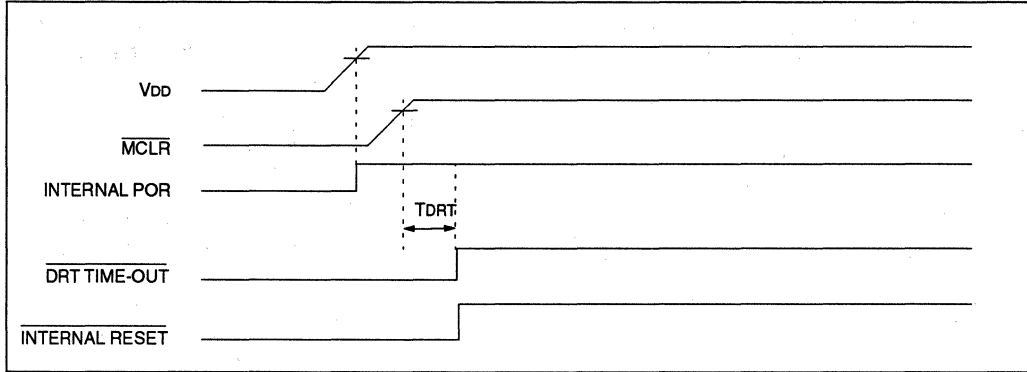 VDD
MCLR
INTERNAL POR
TDRT
DRT TIME-OUT
INTERNAL RESET